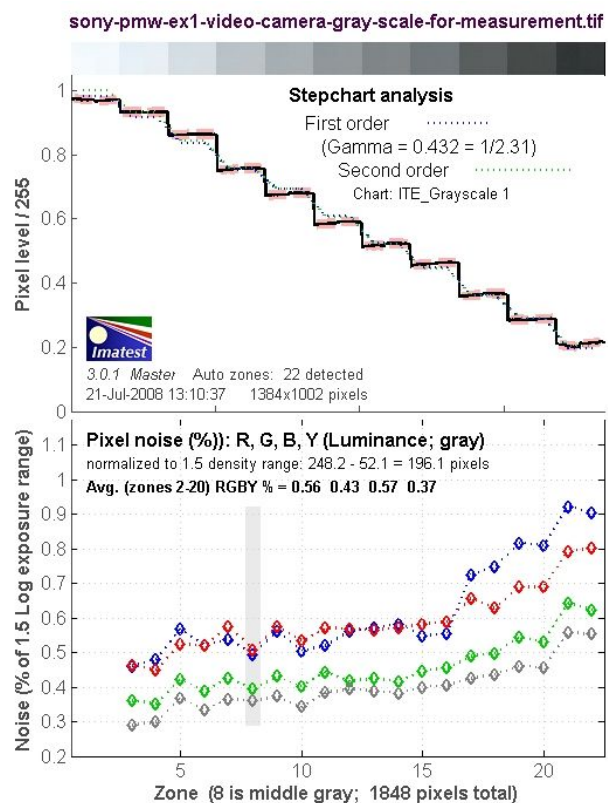 sony-pmw-ex1-video-camera-gray-scale-for-measurement.tif
Stepchart analysis
First order
(Gamma = 0.432 = 1/2.31)
Second order
Chart: ITE_Grayscale 1
Pixel level / 255
1
0.8
0.6
0.4
0.2
0
Imatest
3.0.1 Master Auto zones: 22 detected
21-Jul-2008 13:10:37 1384x1002 pixels
Pixel noise (%)): R, G, B, Y (Luminance; gray)
normalized to 1.5 density range: 248.2 - 52.1 = 196.1 pixels
Avg. (zones 2-20) RGBY % = 0.56 0.43 0.57 0.37
Noise (% of 1.5 Log exposure range)
1.1
1
0.9
0.8
0.7
0.6
0.5
0.4
0.3
0.2
5 10 15 20
Zone (8 is middle gray; 1848 pixels total)